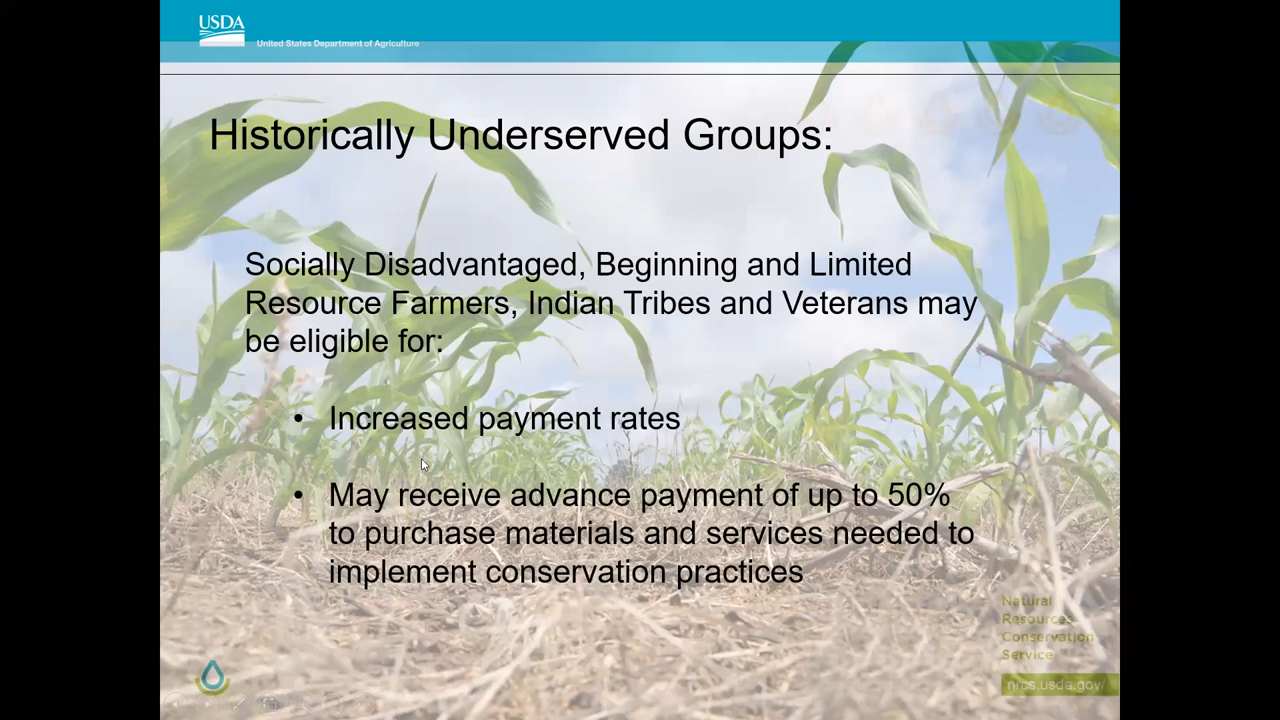 USDA
United States Department of Agriculture
Historically Underserved Groups:
Socially Disadvantaged, Beginning and Limited
Resource Farmers, Indian Tribes and Veterans may
be eligible for:
• Increased payment rates
• May receive advance payment of up to 50%
to purchase materials and services needed to
implement conservation practices
Natural
Resources
Conservation
Service
nrcs.usda.gov/